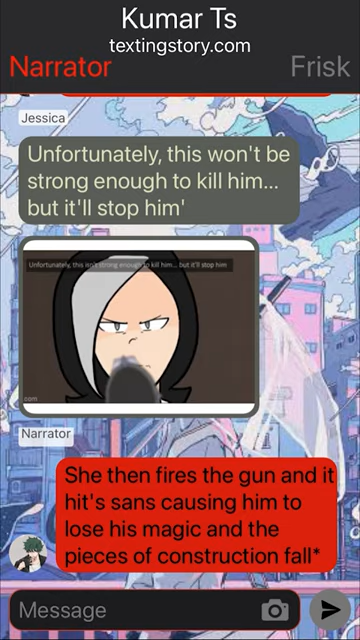 Kumar Ts
textingstory.com
Narrator
Frisk
Jessica
Unfortunately, this won't be
strong enough to kill him...
but it'll stop him'
Unfortunately, this isn't strong enough to kill him... but it'll stop him
com
Narrator
She then fires the gun and it
hit's sans causing him to
lose his magic and the
pieces of construction fall*
Message